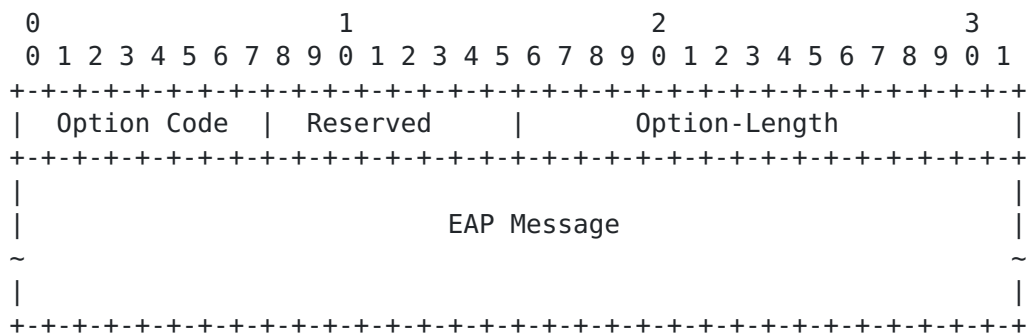 0                   1                   2                   3
 0 1 2 3 4 5 6 7 8 9 0 1 2 3 4 5 6 7 8 9 0 1 2 3 4 5 6 7 8 9 0 1
+-+-+-+-+-+-+-+-+-+-+-+-+-+-+-+-+-+-+-+-+-+-+-+-+-+-+-+-+-+-+-+-+
|  Option Code  |  Reserved     |       Option-Length           |
+-+-+-+-+-+-+-+-+-+-+-+-+-+-+-+-+-+-+-+-+-+-+-+-+-+-+-+-+-+-+-+-+
|                                                               |
|                           EAP Message                         |
~                                                               ~
|                                                               |
+-+-+-+-+-+-+-+-+-+-+-+-+-+-+-+-+-+-+-+-+-+-+-+-+-+-+-+-+-+-+-+-+